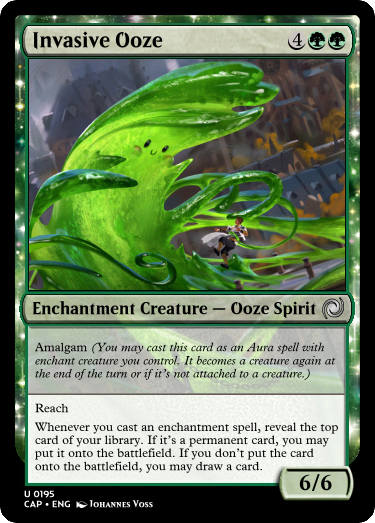 Invasive Ooze 4
Enchantment Creature — Ooze Spirit
Amalgam (You may cast this card as an Aura spell with
enchant creature you control. It becomes a creature again at
the end of the turn or if it's not attached to a creature.)
Reach
Whenever you cast an enchantment spell, reveal the top
card of your library. If it's a permanent card, you may
put it onto the battlefield. If you don't put the card
onto the battlefield, you may draw a card.
6/6
U 0195
CAP • ENG Johannes Voss